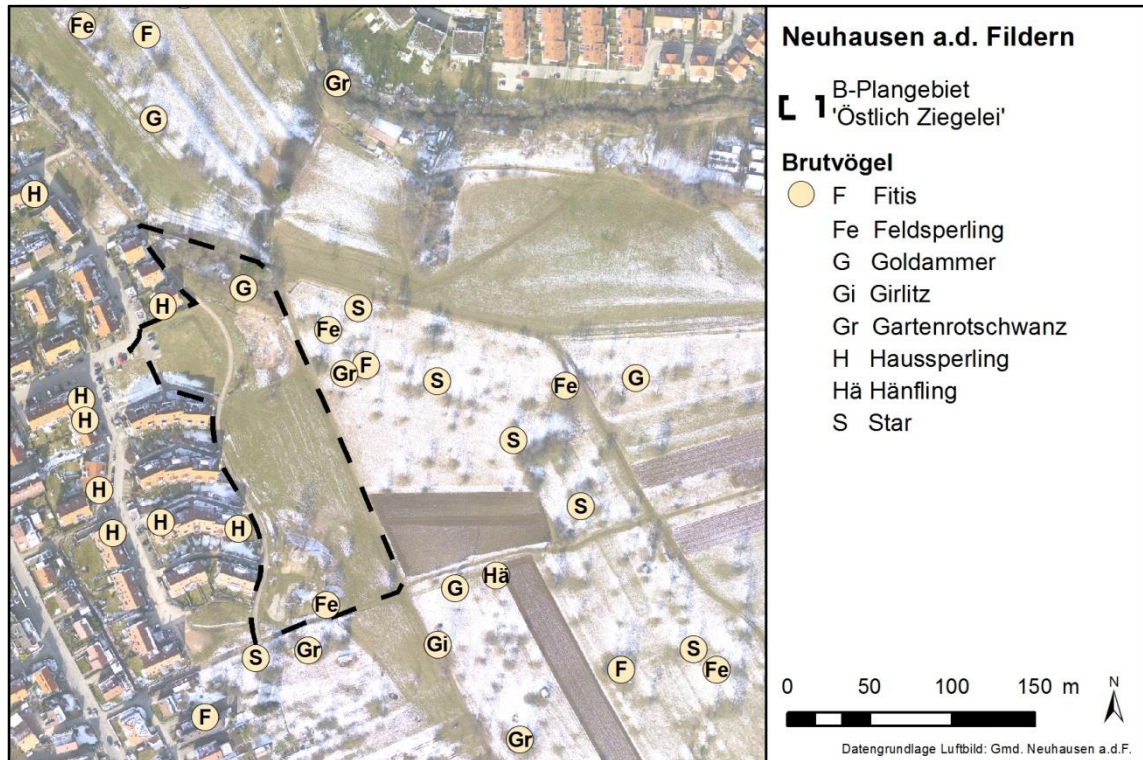 Neuhausen a.d. Fildern
B-Plangebiet
'Östlich Ziegelei'
Brutvögel
F Fitis
Fe Feldsperling
G Goldammer
Gi Girlitz
Gr Gartenrotschwanz
H Haussperling
Hä Hänfling
S Star
0 50 100 150 m
N
Datengrundlage Luftbild: Gmd. Neuhausen a.d.F.
Fe
F
Gr
G
H
G
H
S
Fe
F
Gr
S
Fe
G
H
H
S
H
S
H
H
H
Hä
G
Fe
Gr
Gi
S
S
F
Fe
F
Gr